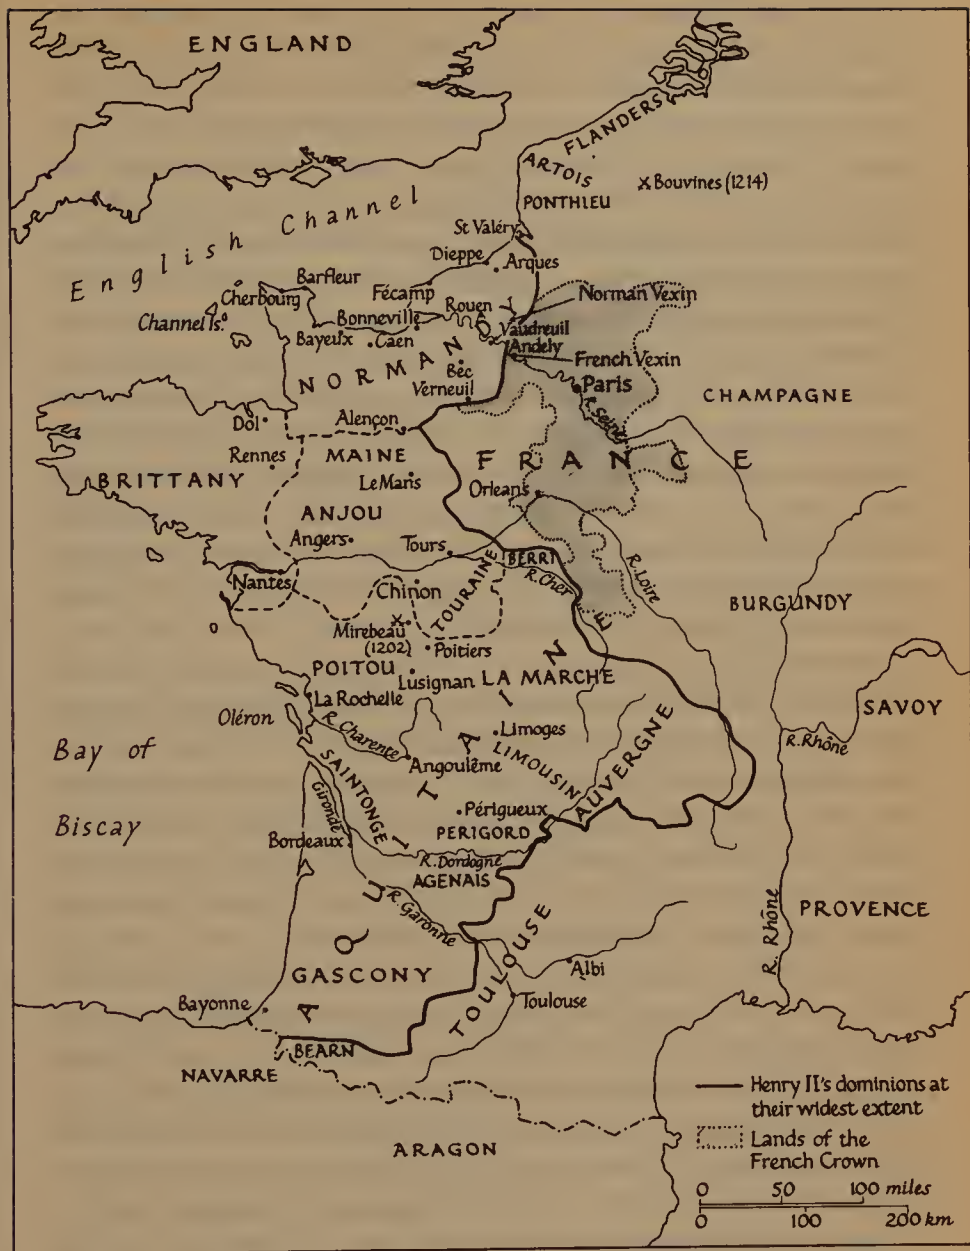 ENGLAND
FLANDERS
ARTOIS
Bouvines (1214)
PONTHIEU
English Channel
St Valéry
Dieppe
Arques
Barfleur
Cherbourg
Fécamp
Rouen
Norman Vexin
Channel Is.
Bonneville
Vaudreuil
Bayeux
Caen
Andely
NORMANDY
French Vexin
Bec
Paris
Verneuil
CHAMPAGNE
R. Seine
Dol
Alençon
Rennes
MAINE
FRANCE
BRITTANY
Le Mans
Orleans
ANJOU
Angers
Tours
BERRI
R. Loire
Nantes
Chinon
TOURAINE
R. Cher
BURGUNDY
Mirebeau
(1202)
Poitiers
POITOU
Lusignan
LA MARCHE
La Rochelle
SAVOY
Oléron
R. Charente
Limoges
R. Rhône
Bay of
Biscay
Angoulême
LIMOUSIN
AUVERGNE
SAINTONGE
Gironde
Périgueux
PERIGORD
Bordeaux
R. Dordogne
AGENAIS
AQUITAINE
R. Garonne
R. Rhône
PROVENCE
GASCONY
TOULOUSE
Albi
Bayonne
Toulouse
BEARN
NAVARRE
ARAGON
Henry II's dominions at
their widest extent
Lands of the
French Crown
0 50 100 miles
0 100 200 km